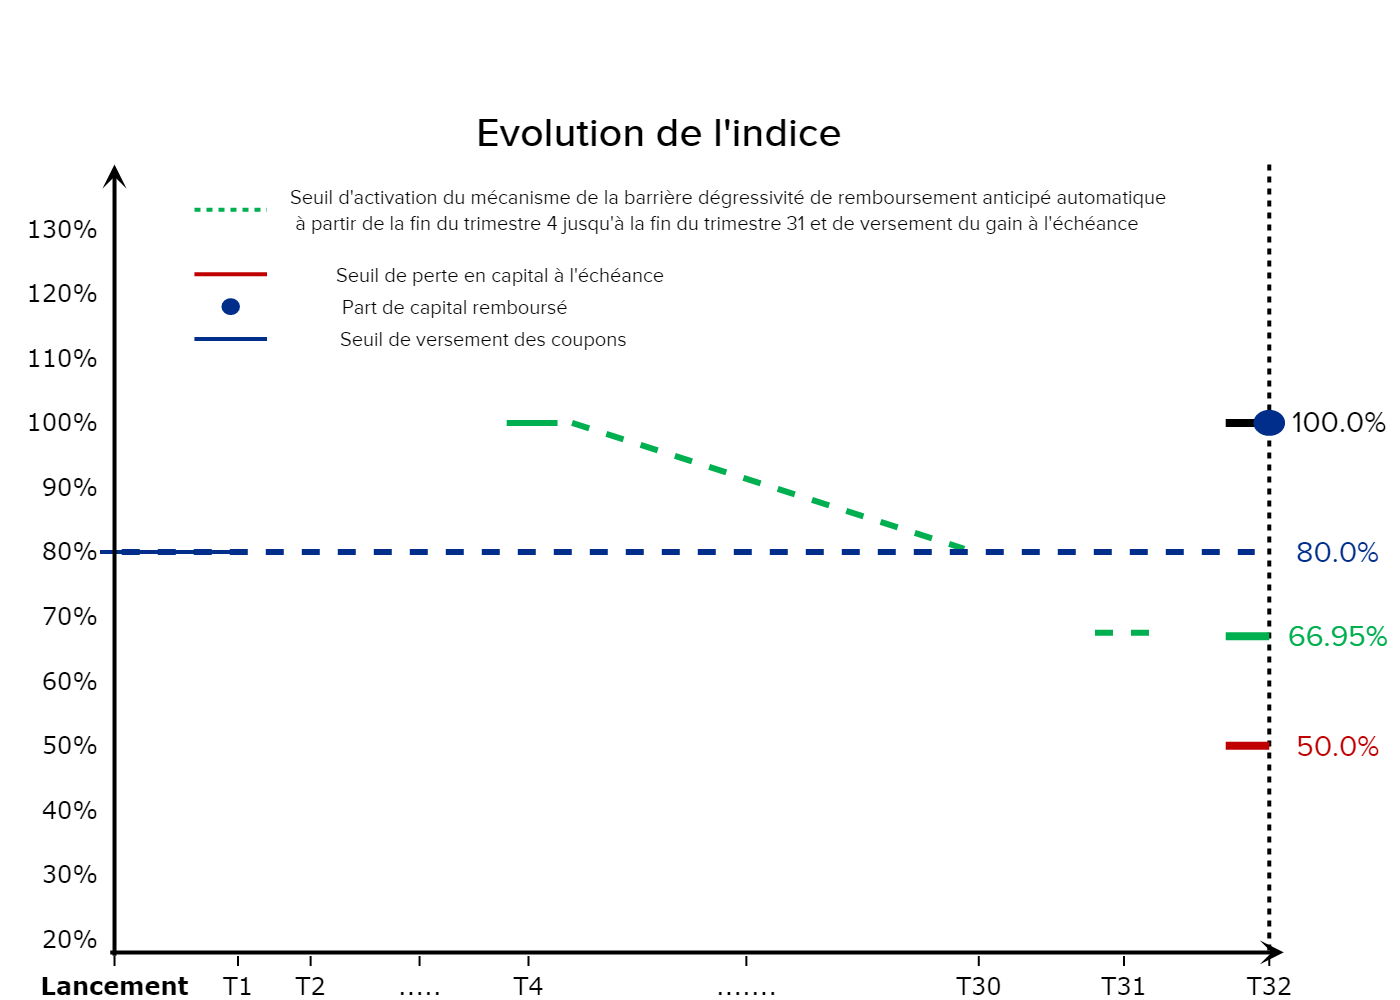 Evolution de l'indice
Seuil d'activation du mécanisme de la barrière dégressivité de remboursement anticipé automatique
à partir de la fin du trimestre 4 jusqu'à la fin du trimestre 31 et de versement du gain à l'échéance
130%
Seuil de perte en capital à l'échéance
120%
Part de capital remboursé
Seuil de versement des coupons
110%
100%
100.0%
90%
80%
80.0%
70%
66.95%
60%
50%
50.0%
40%
30%
20%
Lancement T1 T2 ..... T4 ....... T30 T31 T32